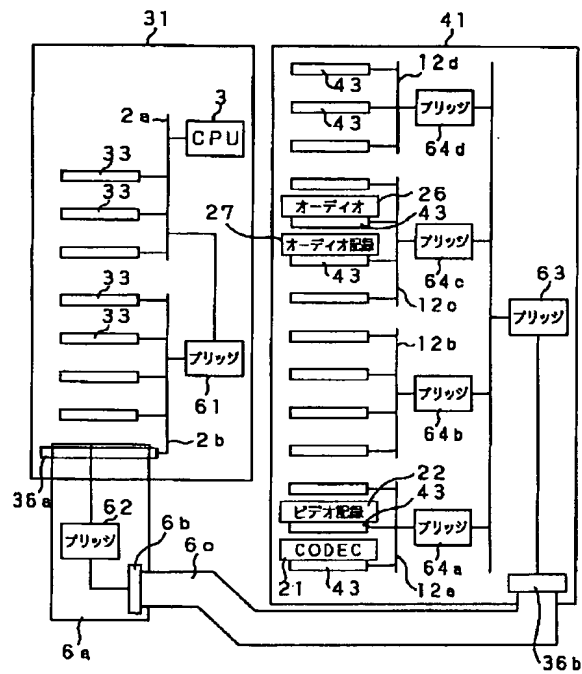 31
41
2a
3
CPU
33
33
33
33
ブリッジ
61
2b
36a
62
ブリッジ
6b
6c
6a
43
12d
43
ブリッジ
64d
26
オーディオ
43
27
オーディオ記録
43
ブリッジ
64c
12c
63
ブリッジ
12b
ブリッジ
64b
22
ビデオ記録
43
CODEC
21
43
ブリッジ
64a
12a
36b